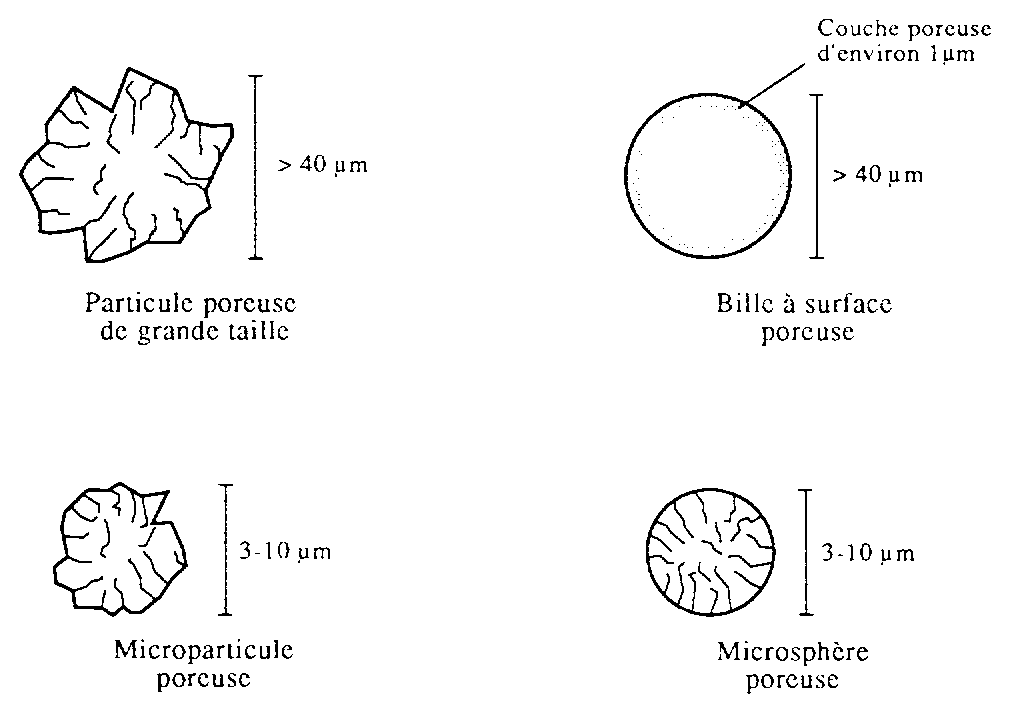 Couche poreuse
d'environ 1µm
> 40 µm
> 40 µm
Particule poreuse
de grande taille
Bille à surface
poreuse
3-10 µm
3-10 µm
Microparticule
poreuse
Microsphère
poreuse